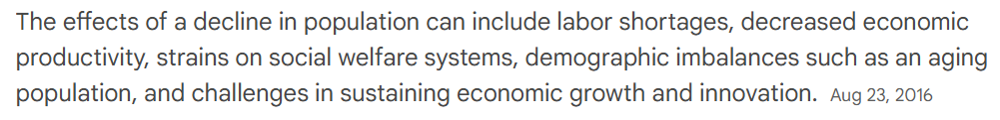 The effects of a decline in population can include labor shortages, decreased economic
productivity, strains on social welfare systems, demographic imbalances such as an aging
population, and challenges in sustaining economic growth and innovation. Aug 23, 2016